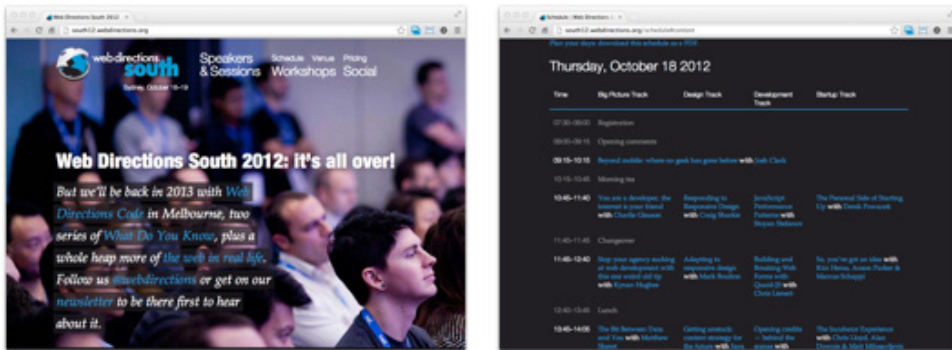 Web Directions South 2012
south12.webdirections.org
web directions
south
Sydney, October 16–19
Speakers
& Sessions
Schedule Venue Pricing
Workshops Social
Web Directions South 2012: it's all over!
But we'll be back in 2013 with Web
Directions Code in Melbourne, two
series of What Do You Know, plus a
whole heap more of the web in real life.
Follow us @webdirections or get on our
newsletter to be there first to hear
about it.
Schedule | Web Directions
south12.webdirections.org/schedule#content
Plan your days: download this schedule as a PDF.
Thursday, October 18 2012
Time Big Picture Track Design Track Development Track Startup Track
07:30–09:00 Registration
09:00–09:15 Opening comments
09:15–10:15 Beyond mobile: where no geek has gone before with Josh Clark
10:15–10:45 Morning tea
10:45–11:40 You are a developer, the
internet is your friend
with Charlie Gleason
Responding to
Responsive Design
with Craig Sharkie
JavaScript
Performance
Patterns with
Stoyan Stefanov
The Personal Side of Starting
Up with Derek Powazek
11:40–11:45 Changeover
11:45–12:40 Stop your agency sucking
at web development with
this one weird old tip
with Kynan Hughes
Adapting to
responsive design
with Mark Boulton
Building and
Breaking Web
Forms with
Quaid-JS with
Chris Lienert
So, you've got an idea with
12:40–13:45 Lunch
13:45–14:05 The Bit Between Data
and You with Matthew
Sheret
Getting unstuck:
content strategy for
the future with Sara
Opening credits
— behind the
scenes with
The Incubator Experience
with Chris Lloyd, Alan